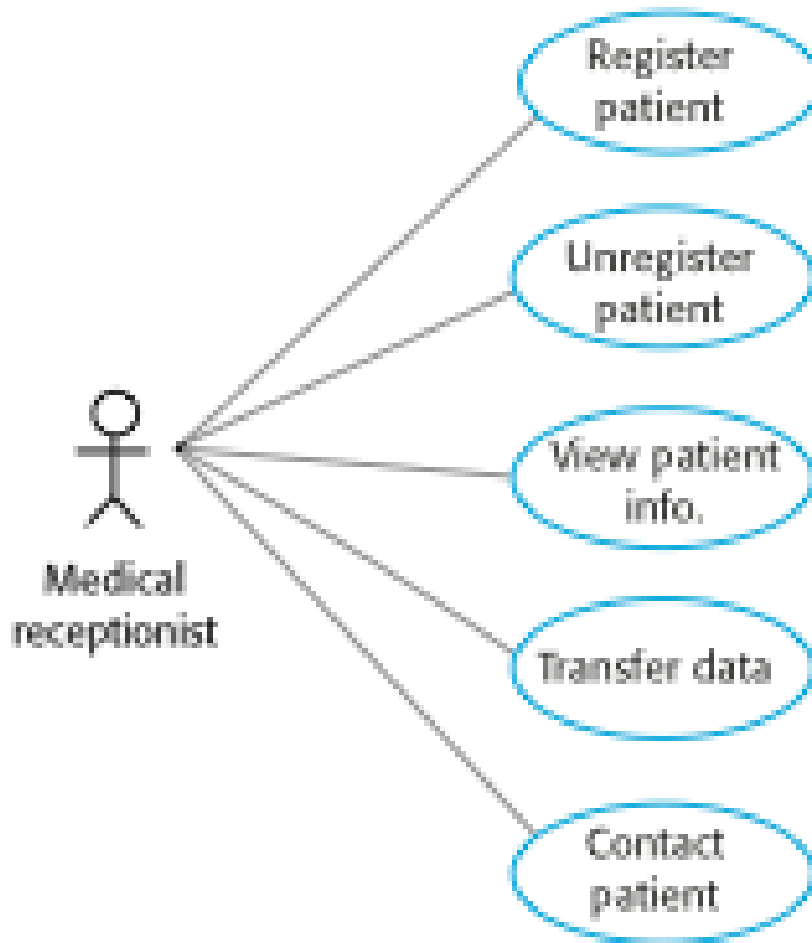 Register
patient
Unregister
patient
View patient
info.
Medical
receptionist
Transfer data
Contact
patient